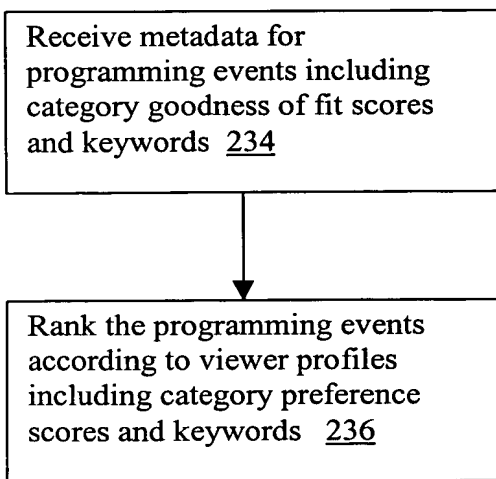 Receive metadata for
programming events including
category goodness of fit scores
and keywords 234
Rank the programming events
according to viewer profiles
including category preference
scores and keywords 236